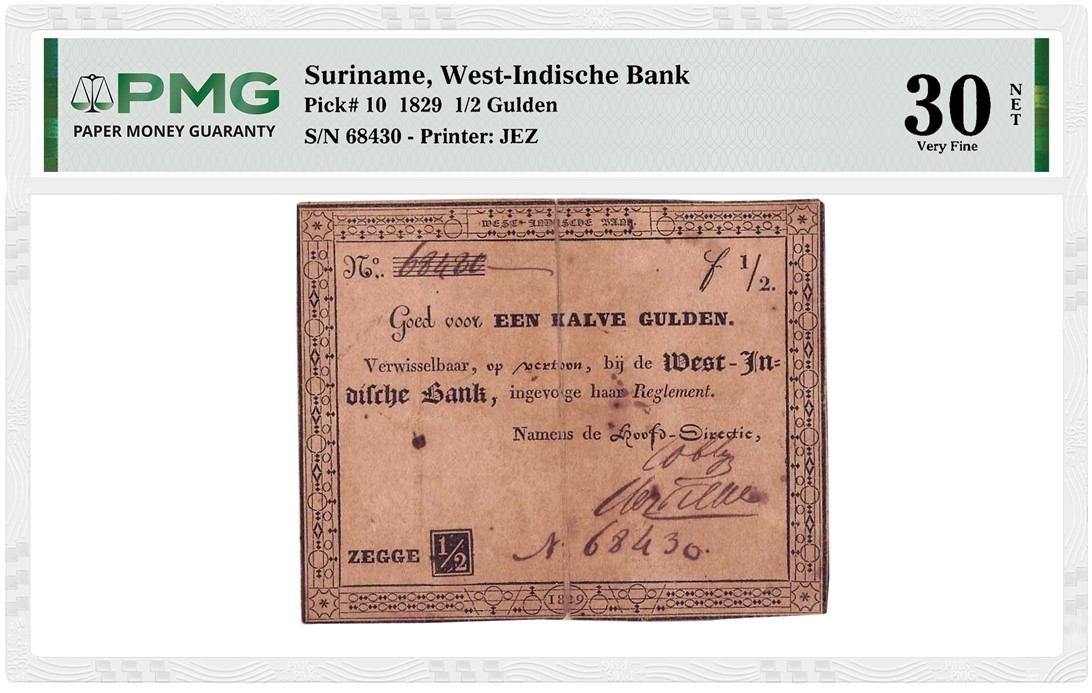 PMG
PAPER MONEY GUARANTY
Suriname, West-Indische Bank
Pick# 10 1829 1/2 Gulden
S/N 68430 - Printer: JEZ
30
NET
Very Fine
WEST-INDISCHE BANK.
No. 68430
f 1/2.
Goed voor EEN HALVE GULDEN.
Verwisselbaar, op vertoon, bij de West-In=
dische Bank, ingevolge haar Reglement.
Namens de Hoofd-Directie,
ZEGGE 1/2
N. 68430.
1829